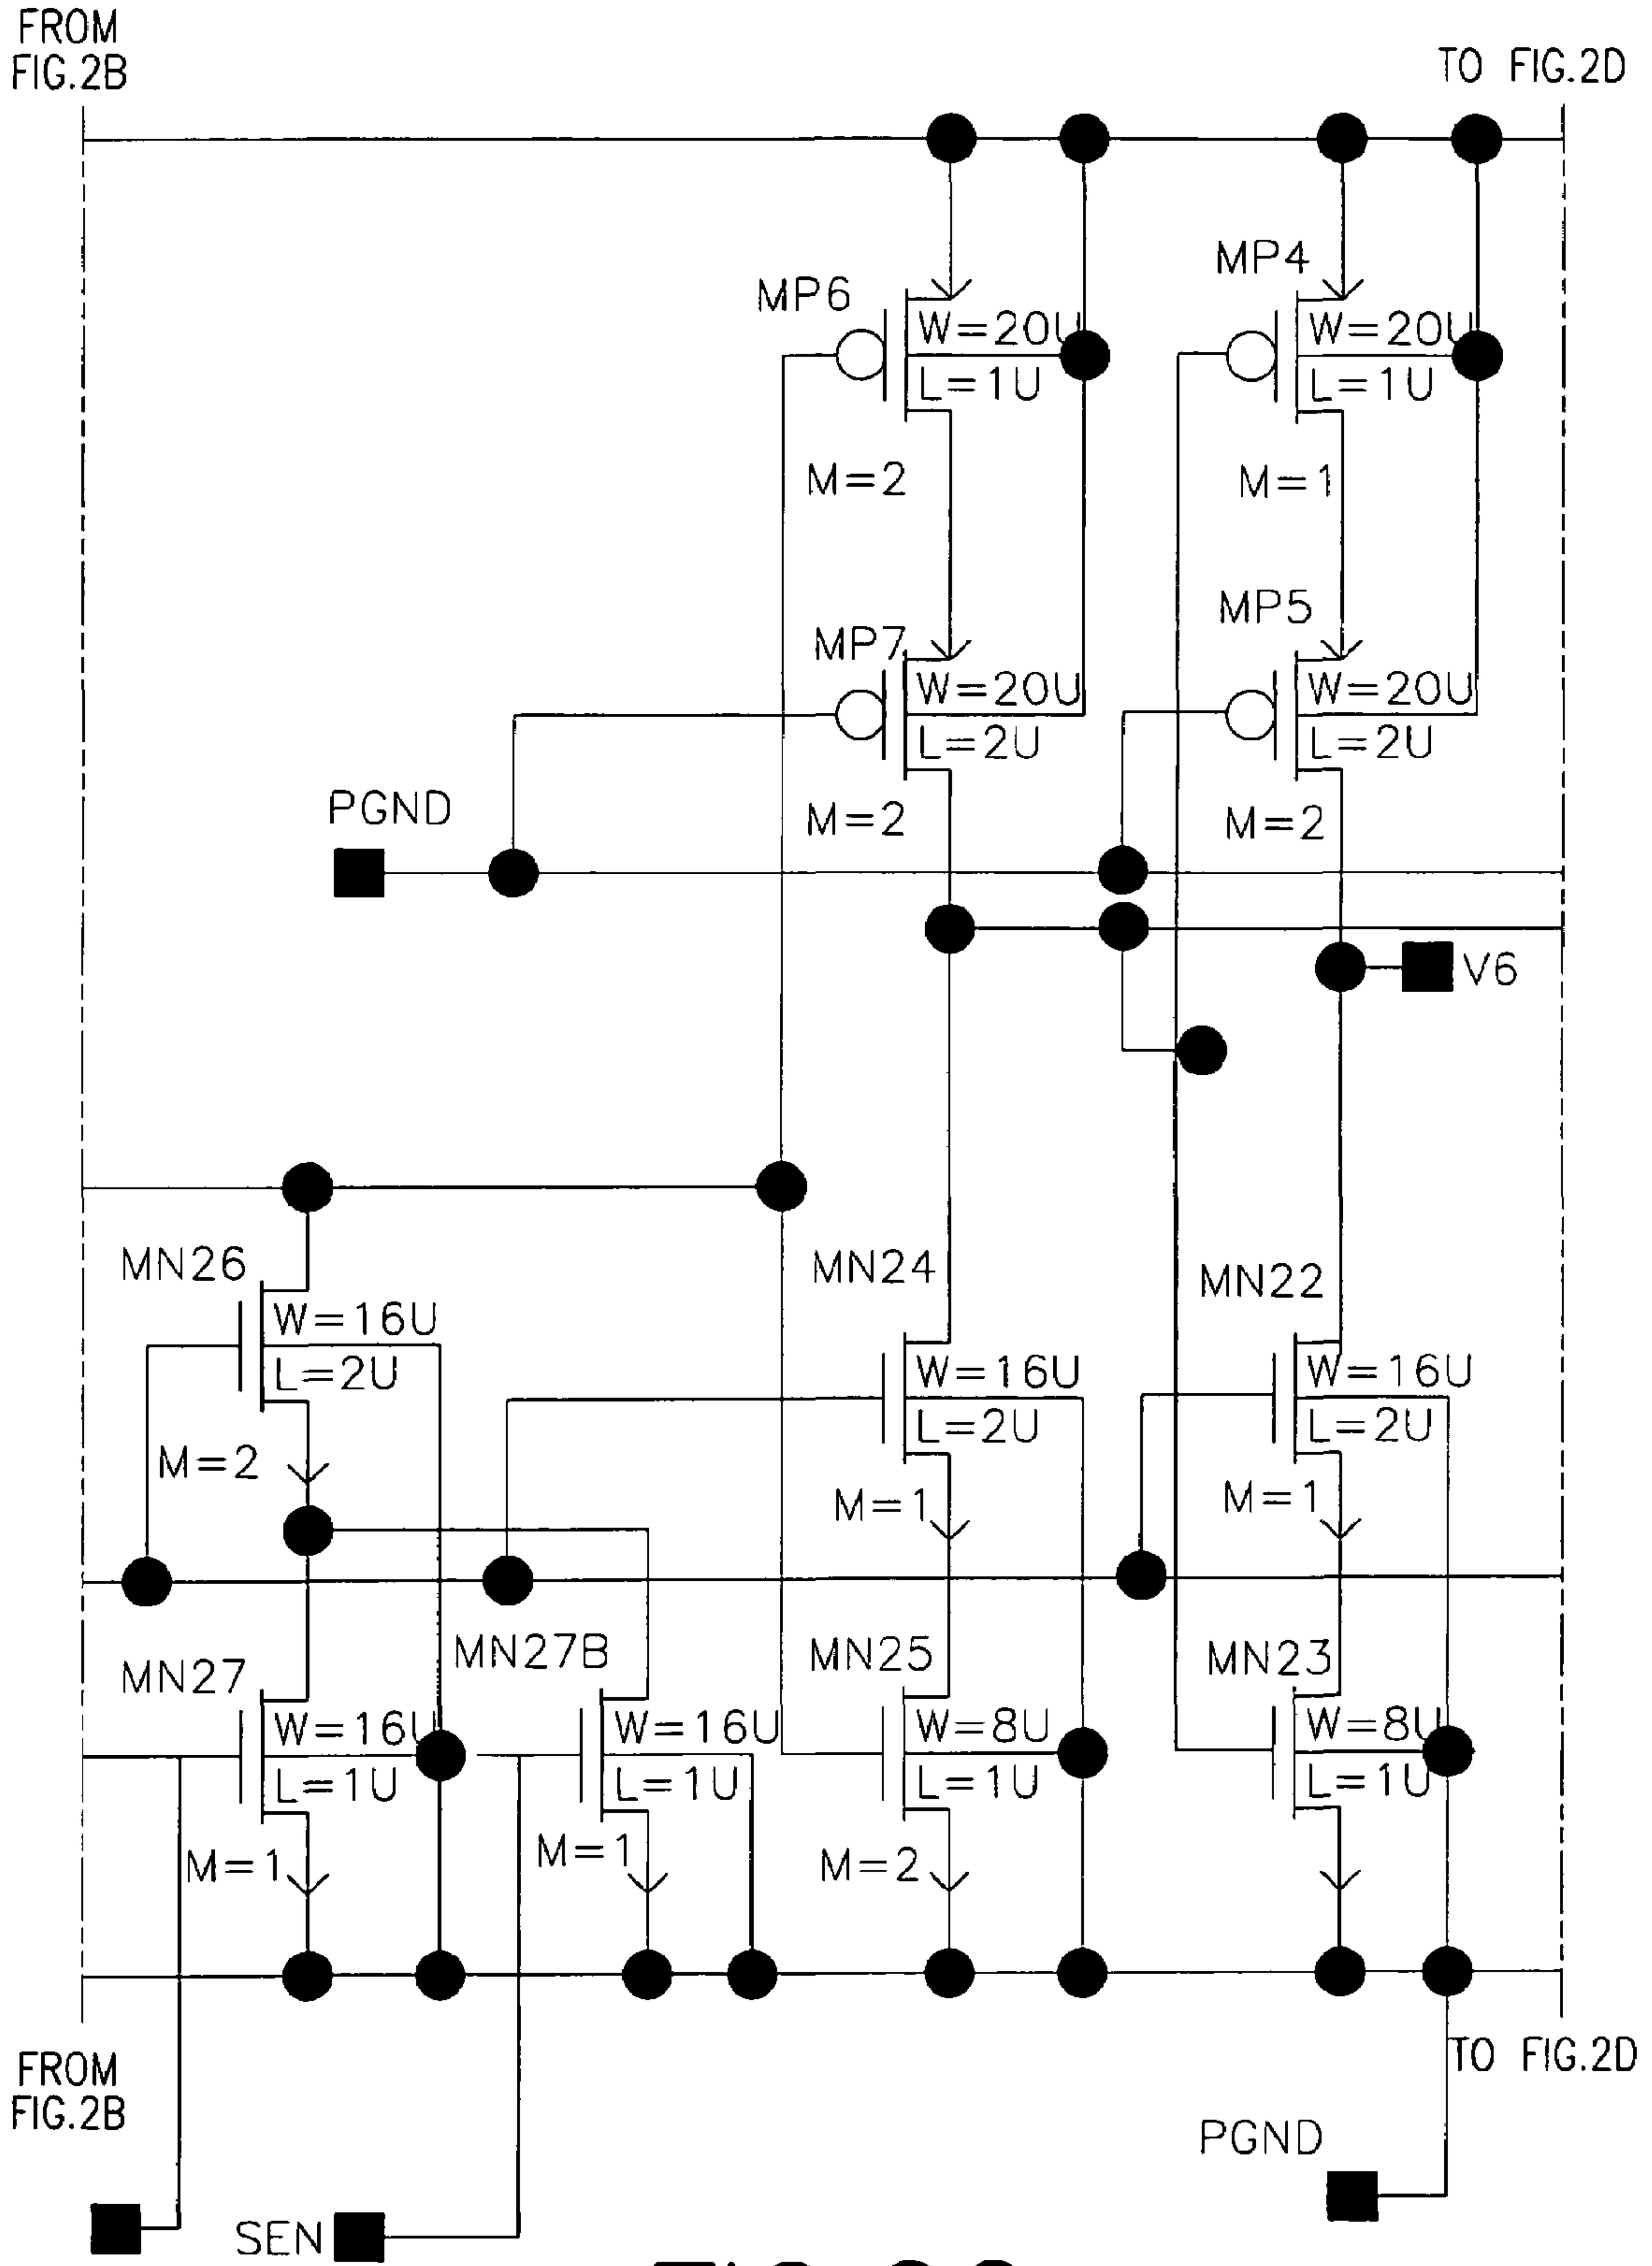 FROM
FIG.2B
TO FIG.2D
MP6
W=20U
L=1U
M=2
MP4
W=20U
L=1U
M=1
MP7
W=20U
L=2U
M=2
MP5
W=20U
L=2U
M=2
PGND
V6
MN26
W=16U
L=2U
M=2
MN24
W=16U
L=2U
M=1
MN22
W=16U
L=2U
M=1
MN27
W=16U
L=1U
M=1
MN27B
W=16U
L=1U
M=1
MN25
W=8U
L=1U
M=2
MN23
W=8U
L=1U
FROM
FIG.2B
TO FIG.2D
PGND
SEN